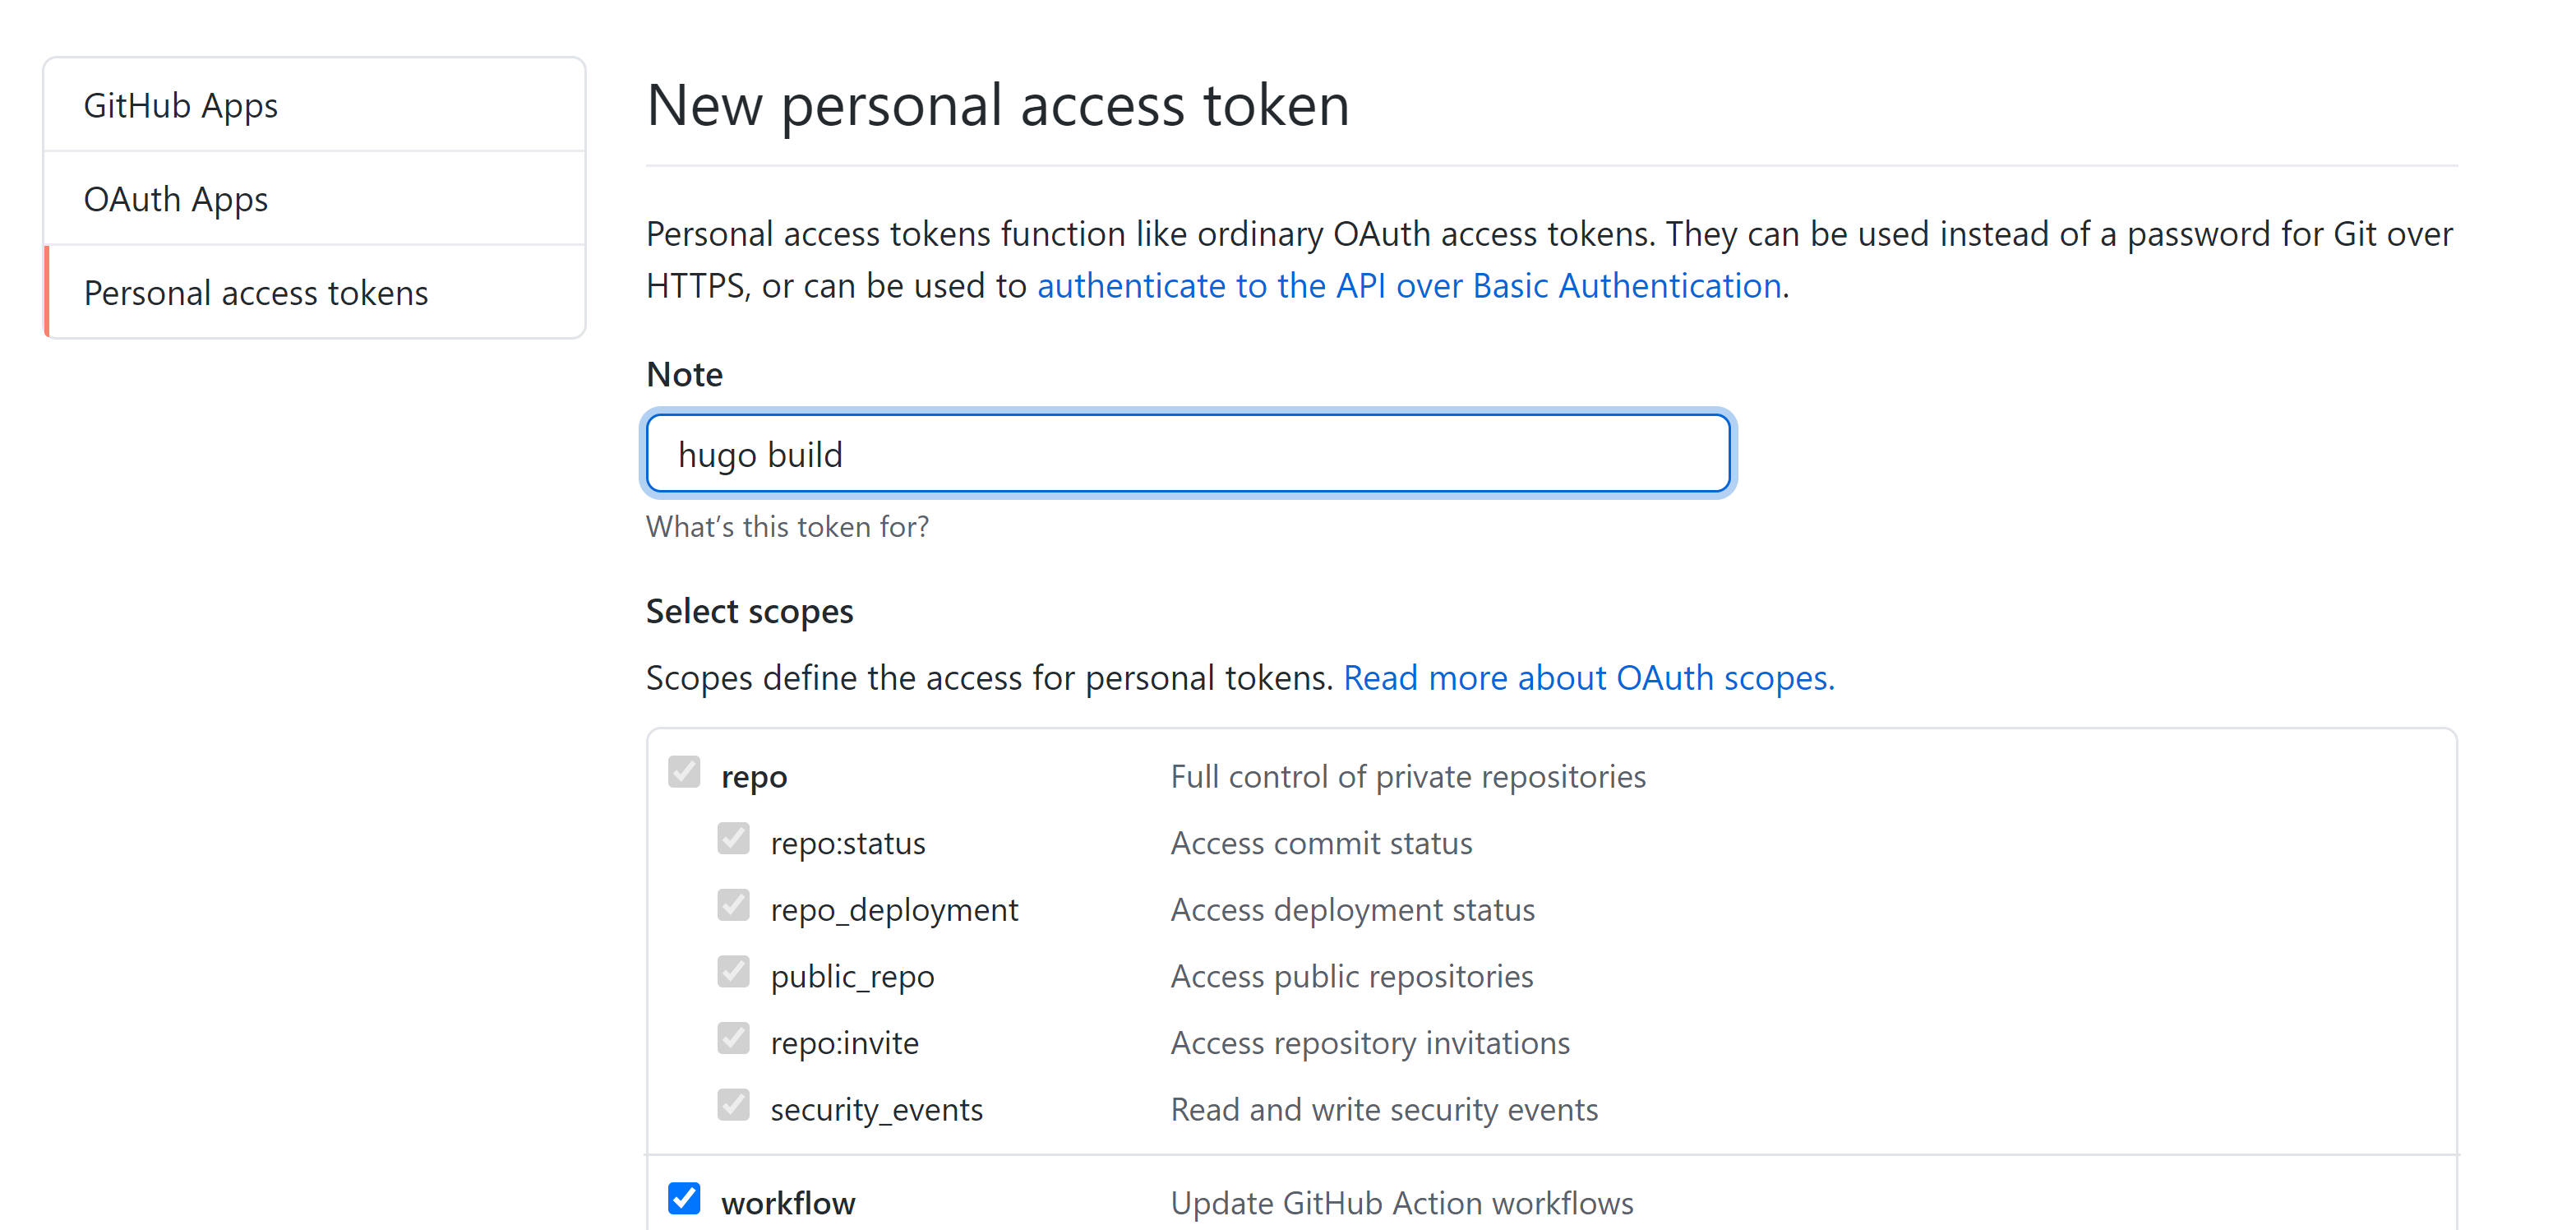 GitHub Apps
OAuth Apps
Personal access tokens
New personal access token
Personal access tokens function like ordinary OAuth access tokens. They can be used instead of a password for Git over
HTTPS, or can be used to authenticate to the API over Basic Authentication.
Note
hugo build
What’s this token for?
Select scopes
Scopes define the access for personal tokens. Read more about OAuth scopes.
repo Full control of private repositories
repo:status Access commit status
repo_deployment Access deployment status
public_repo Access public repositories
repo:invite Access repository invitations
security_events Read and write security events
workflow Update GitHub Action workflows